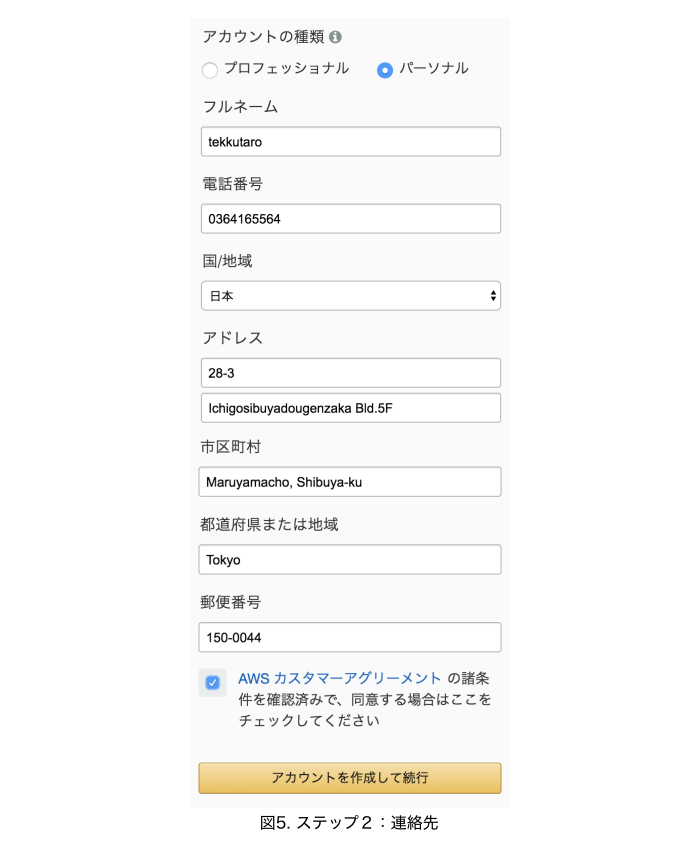 アカウントの種類
プロフェッショナル パーソナル
フルネーム
tekkutaro
電話番号
0364165564
国/地域
日本
アドレス
28-3
Ichigosibuyadougenzaka Bld.5F
市区町村
Maruyamacho, Shibuya-ku
都道府県または地域
Tokyo
郵便番号
150-0044
AWS カスタマーアグリーメント の諸条
件を確認済みで、同意する場合はここを
チェックしてください
アカウントを作成して続行
図5. ステップ２：連絡先